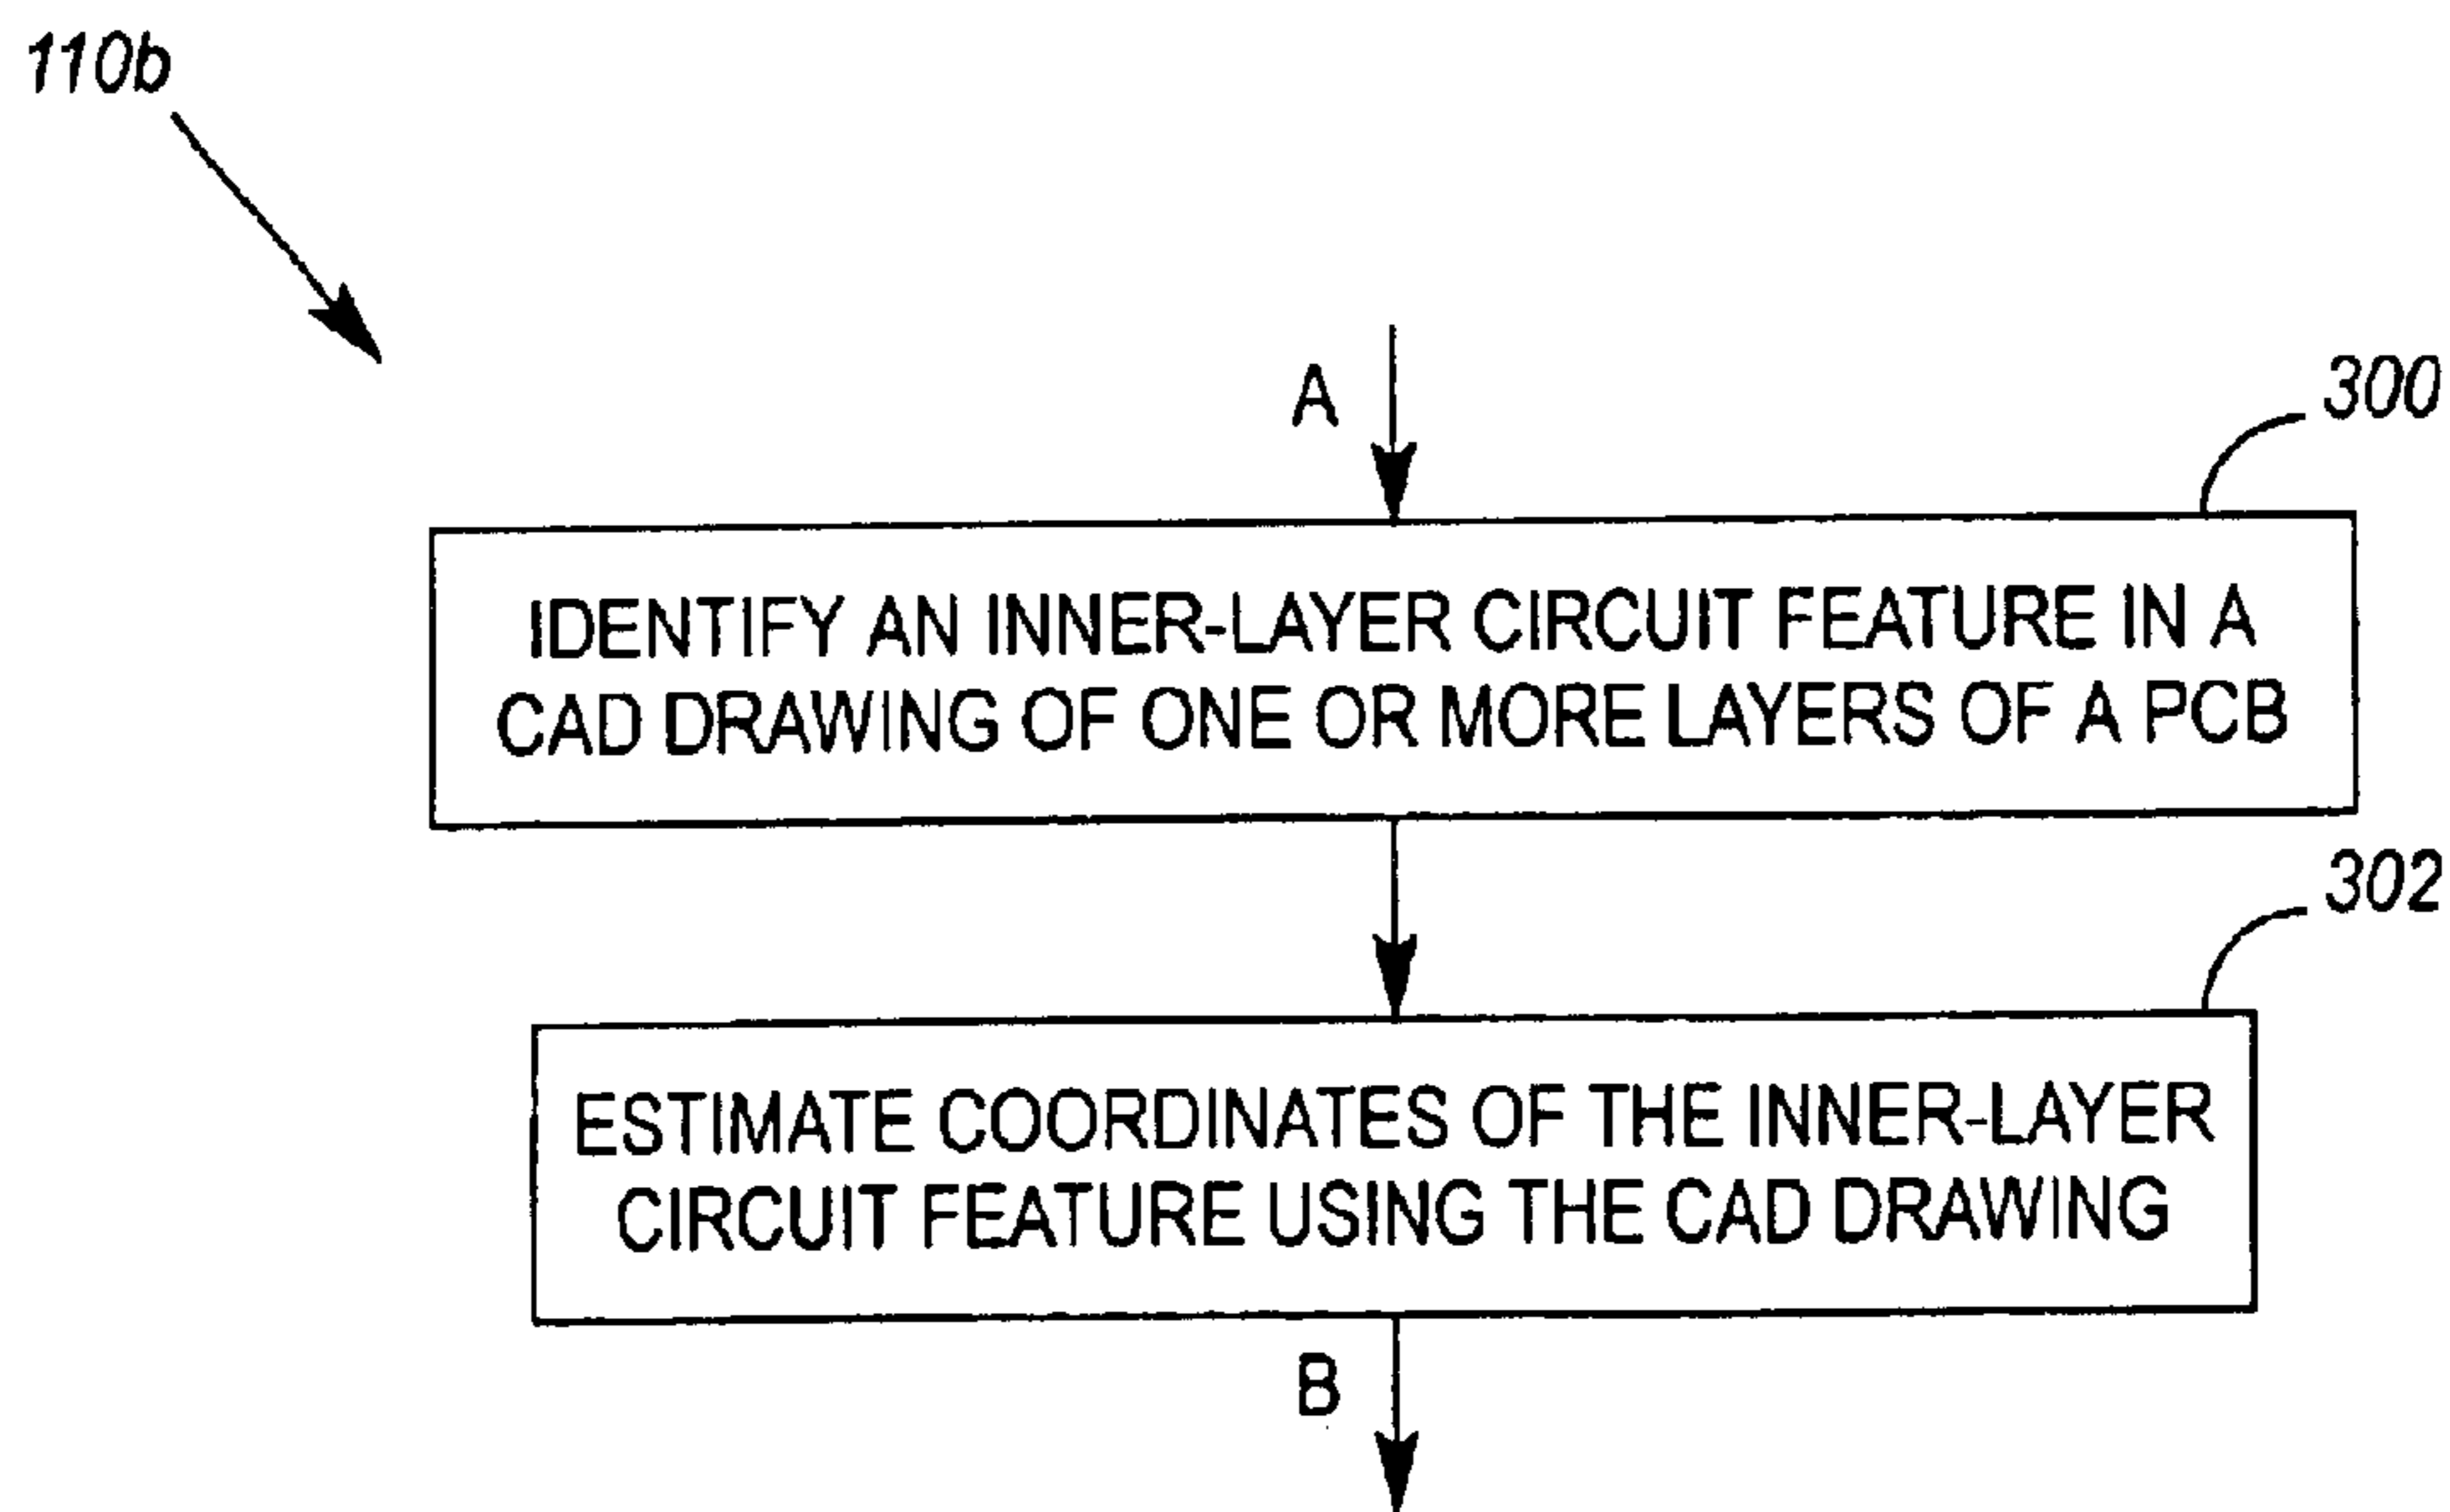 110b
A
300
IDENTIFY AN INNER-LAYER CIRCUIT FEATURE IN A
CAD DRAWING OF ONE OR MORE LAYERS OF A PCB
302
ESTIMATE COORDINATES OF THE INNER-LAYER
CIRCUIT FEATURE USING THE CAD DRAWING
B